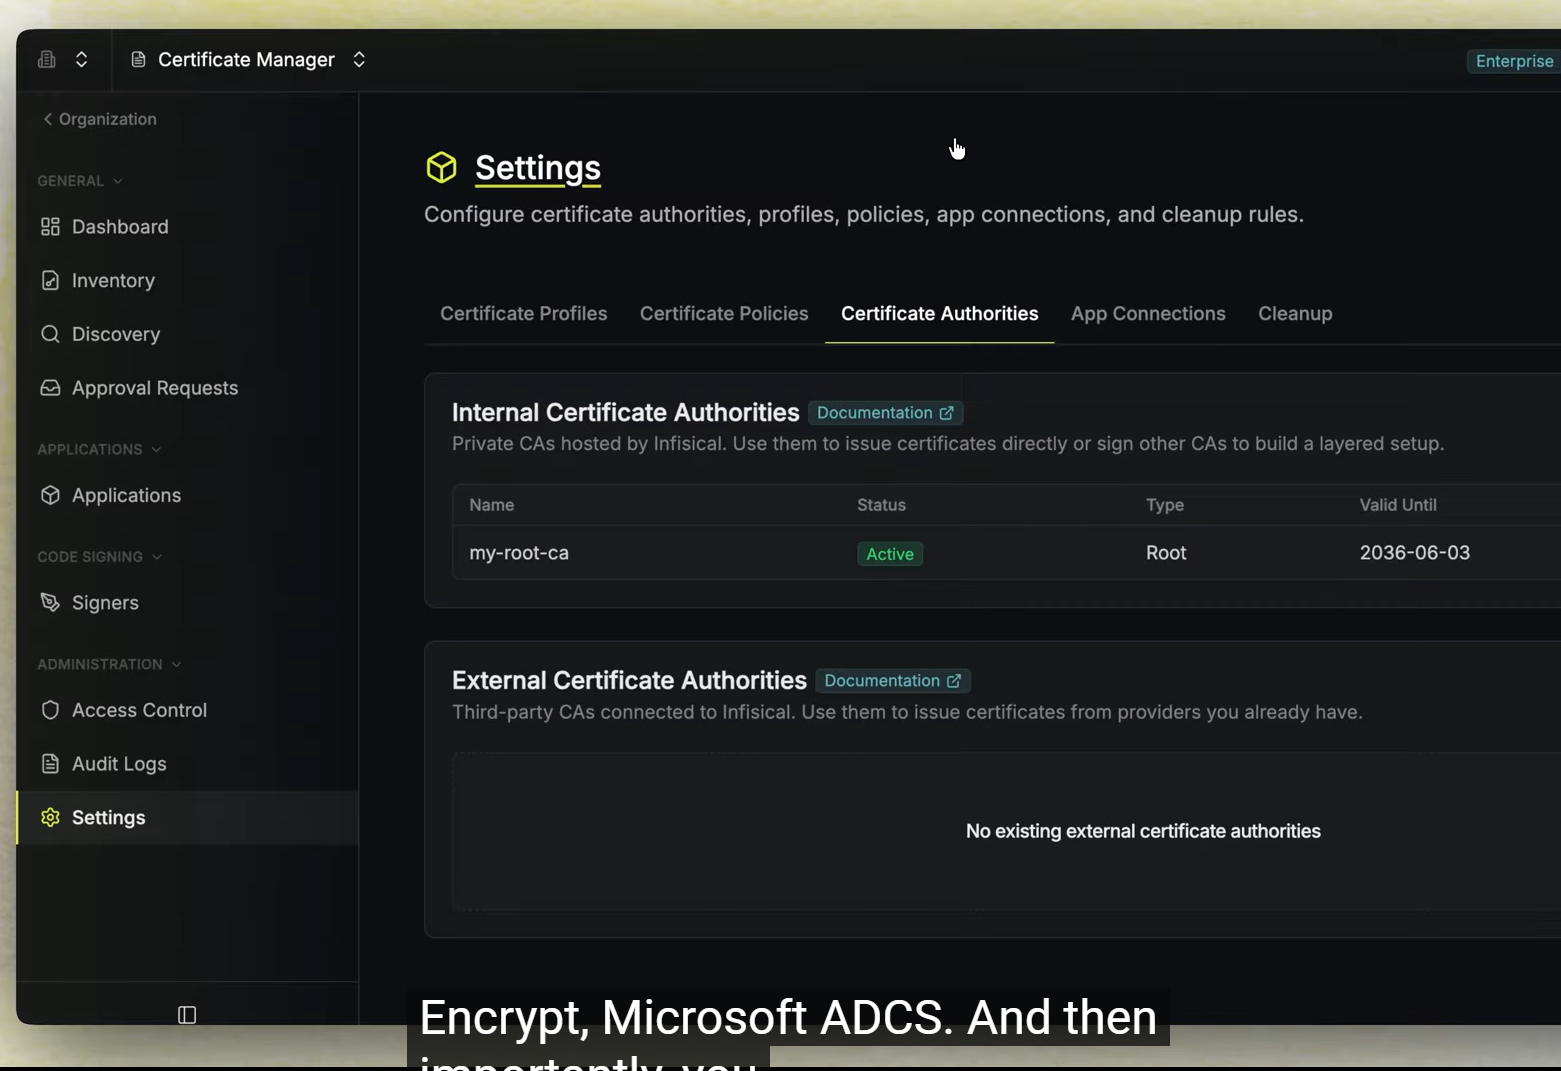 Certificate Manager
Enterprise
Organization
GENERAL
Dashboard
Inventory
Discovery
Approval Requests
APPLICATIONS
Applications
CODE SIGNING
Signers
ADMINISTRATION
Access Control
Audit Logs
Settings
Settings
Configure certificate authorities, profiles, policies, app connections, and cleanup rules.
Certificate Profiles Certificate Policies Certificate Authorities App Connections Cleanup
Internal Certificate Authorities Documentation
Private CAs hosted by Infisical. Use them to issue certificates directly or sign other CAs to build a layered setup.
Name Status Type Valid Until
my-root-ca Active Root 2036-06-03
External Certificate Authorities Documentation
Third-party CAs connected to Infisical. Use them to issue certificates from providers you already have.
No existing external certificate authorities
Encrypt, Microsoft ADCS. And then
importantly, you